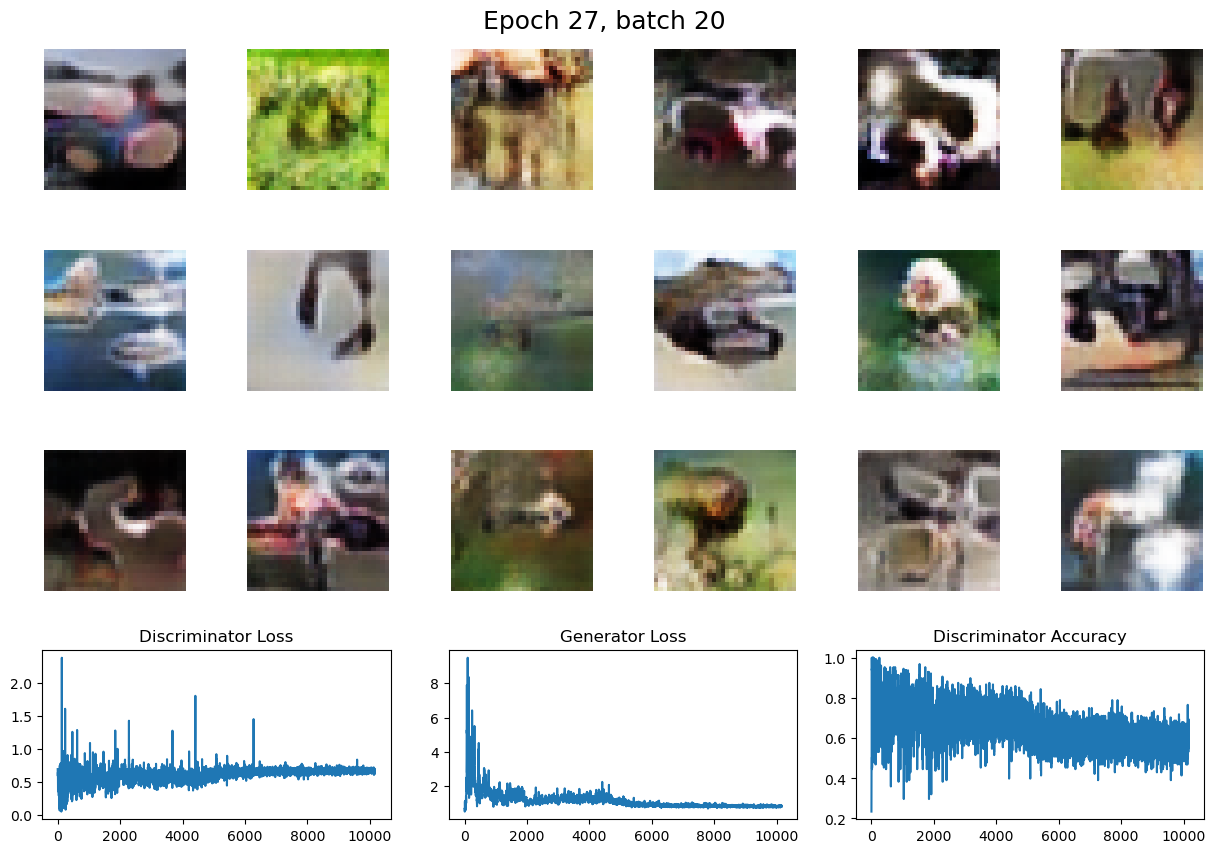 Epoch 27, batch 20
Discriminator Loss
Generator Loss
Discriminator Accuracy
2.0
1.5
1.0
0.5
0.0
0 2000 4000 6000 8000 10000
8
6
4
2
0 2000 4000 6000 8000 10000
1.0
0.8
0.6
0.4
0.2
0 2000 4000 6000 8000 10000